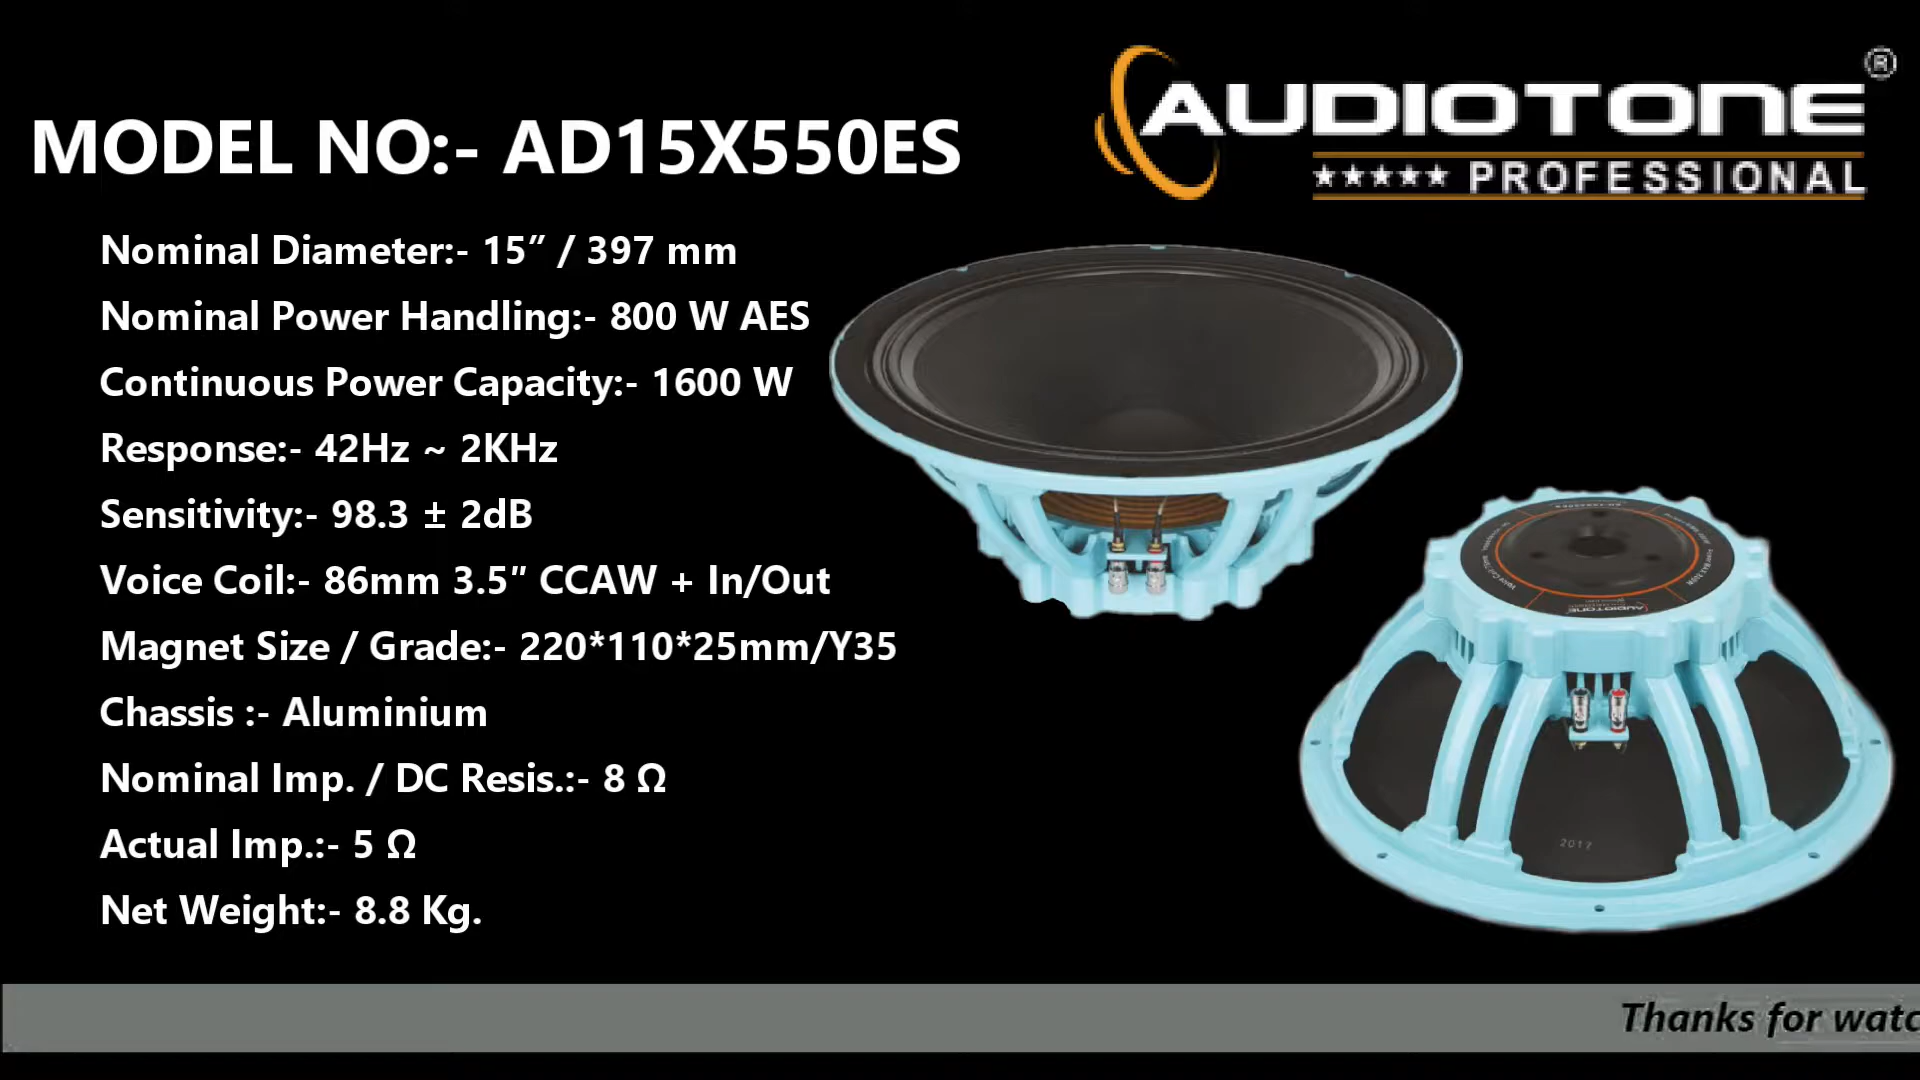 MODEL NO:- AD15X550ES
AUDIOTONE®
★★★★★ PROFESSIONAL
Nominal Diameter:- 15” / 397 mm
Nominal Power Handling:- 800 W AES
Continuous Power Capacity:- 1600 W
Response:- 42Hz ~ 2KHz
Sensitivity:- 98.3 ± 2dB
Voice Coil:- 86mm 3.5” CCAW + In/Out
Magnet Size / Grade:- 220*110*25mm/Y35
Chassis :- Aluminium
Nominal Imp. / DC Resis.:- 8 Ω
Actual Imp.:- 5 Ω
Net Weight:- 8.8 Kg.
AUDIOTONE
2017
Thanks for watc